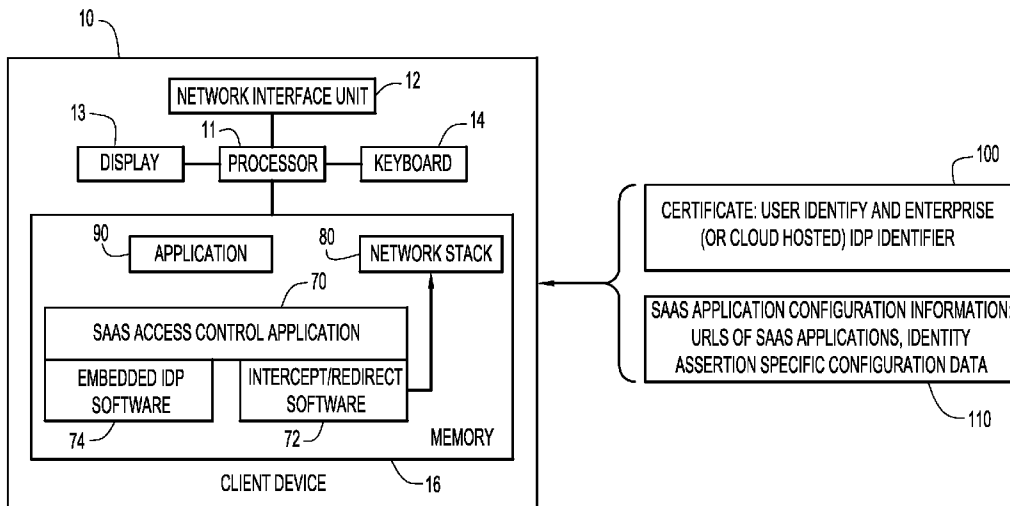 10
NETWORK INTERFACE UNIT
12
13
11
14
DISPLAY
PROCESSOR
KEYBOARD
90
APPLICATION
80
NETWORK STACK
70
SAAS ACCESS CONTROL APPLICATION
EMBEDDED IDP
SOFTWARE
INTERCEPT/REDIRECT
SOFTWARE
74
72
MEMORY
CLIENT DEVICE
16
100
CERTIFICATE: USER IDENTIFY AND ENTERPRISE
(OR CLOUD HOSTED) IDP IDENTIFIER
SAAS APPLICATION CONFIGURATION INFORMATION:
URLS OF SAAS APPLICATIONS, IDENTITY
ASSERTION SPECIFIC CONFIGURATION DATA
110